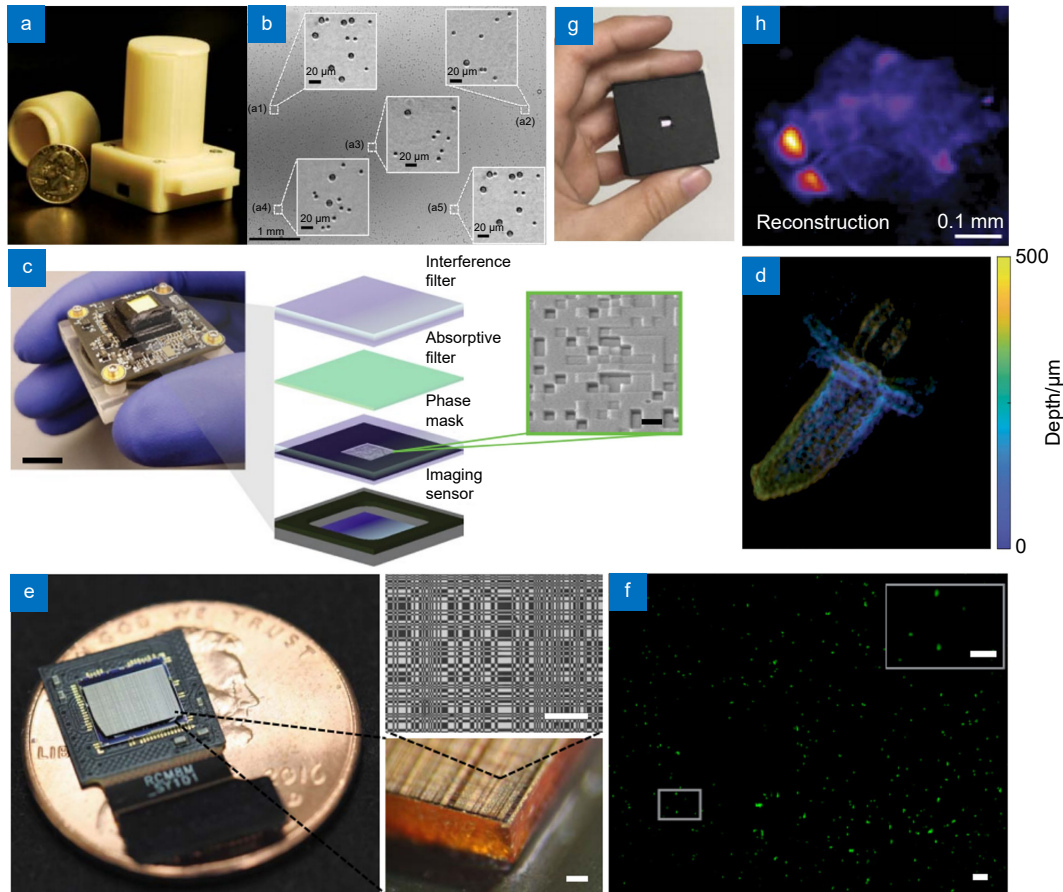 a
b
20 µm
20 µm
(a1)
(a2)
(a3)
20 µm
(a4)
(a5)
20 µm
20 µm
1 mm
g
h
Reconstruction
0.1 mm
c
Interference
filter
Absorptive
filter
Phase
mask
Imaging
sensor
d
500
Depth/µm
0
e
GOD WE TRUST
2016
RCM8M
f